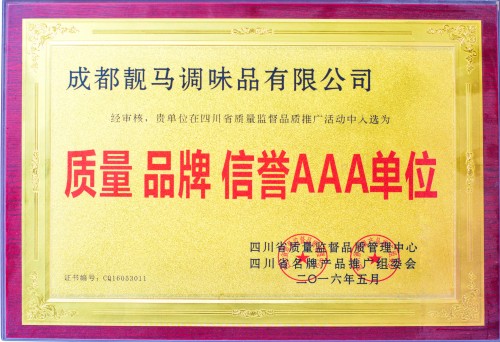 成都靓马调味品有限公司
经审核，贵单位在四川省质量监督品质推广活动中入选为
质量 品牌 信誉AAA单位
四川省质量监督品质管理中心
四川省名牌产品推广组委会
证书编号：CQ16053011
二〇一六年五月